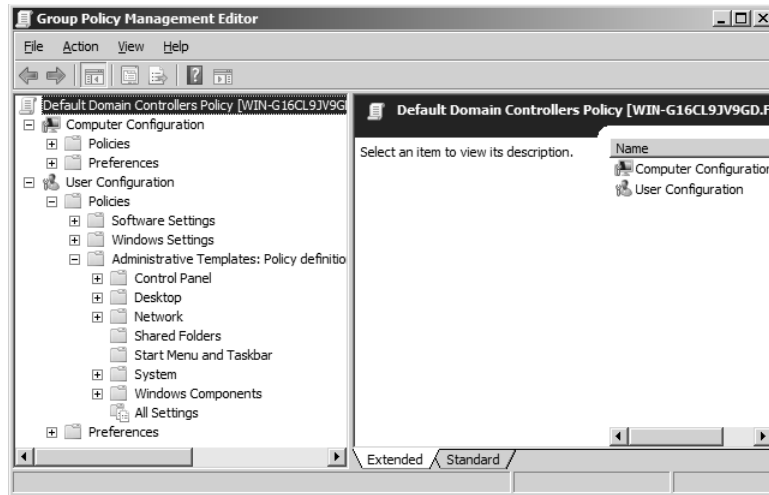 Group Policy Management Editor
File Action View Help
Default Domain Controllers Policy [WIN-G16CL9JV9G
Computer Configuration
Policies
Preferences
User Configuration
Policies
Software Settings
Windows Settings
Administrative Templates: Policy definitio
Control Panel
Desktop
Network
Shared Folders
Start Menu and Taskbar
System
Windows Components
All Settings
Preferences
Default Domain Controllers Policy [WIN-G16CL9JV9GD.F
Select an item to view its description.
Name
Computer Configuration
User Configuration
Extended
Standard